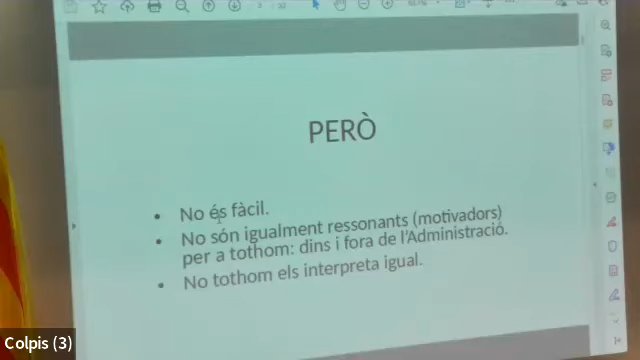 PERÒ
• No és fàcil.
• No són igualment ressonants (motivadors)
per a tothom: dins i fora de l'Administració.
• No tothom els interpreta igual.
Colpis (3)